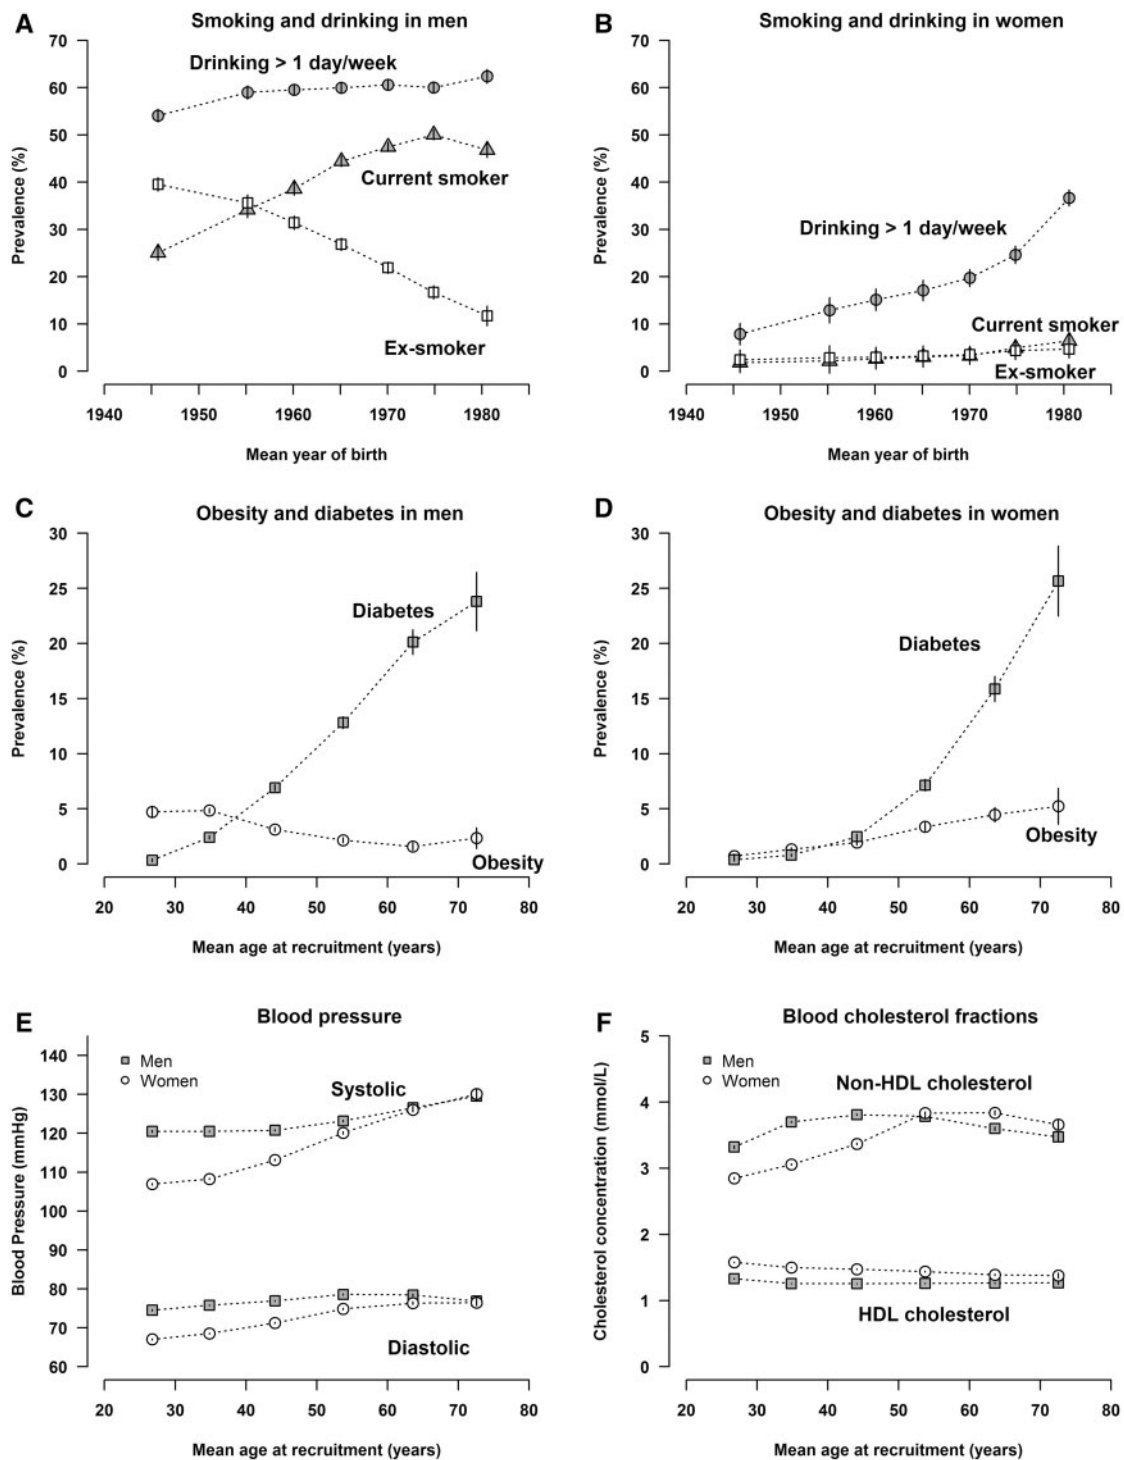 A
Smoking and drinking in men
70
60
50
40
30
20
10
0
Prevalence (%)
Drinking > 1 day/week
Current smoker
Ex-smoker
1940 1950 1960 1970 1980
Mean year of birth
B
Smoking and drinking in women
70
60
50
40
30
20
10
0
Prevalence (%)
Drinking > 1 day/week
Current smoker
Ex-smoker
1940 1950 1960 1970 1980
Mean year of birth
C
Obesity and diabetes in men
30
25
20
15
10
5
0
Prevalence (%)
Diabetes
Obesity
20 30 40 50 60 70 80
Mean age at recruitment (years)
D
Obesity and diabetes in women
30
25
20
15
10
5
0
Prevalence (%)
Diabetes
Obesity
20 30 40 50 60 70 80
Mean age at recruitment (years)
E
Blood pressure
140
130
120
110
100
90
80
70
60
Blood Pressure (mmHg)
Men
Women
Systolic
Diastolic
20 30 40 50 60 70 80
Mean age at recruitment (years)
F
Blood cholesterol fractions
5
4
3
2
1
0
Cholesterol concentration (mmol/L)
Men
Women
Non-HDL cholesterol
HDL cholesterol
20 30 40 50 60 70 80
Mean age at recruitment (years)